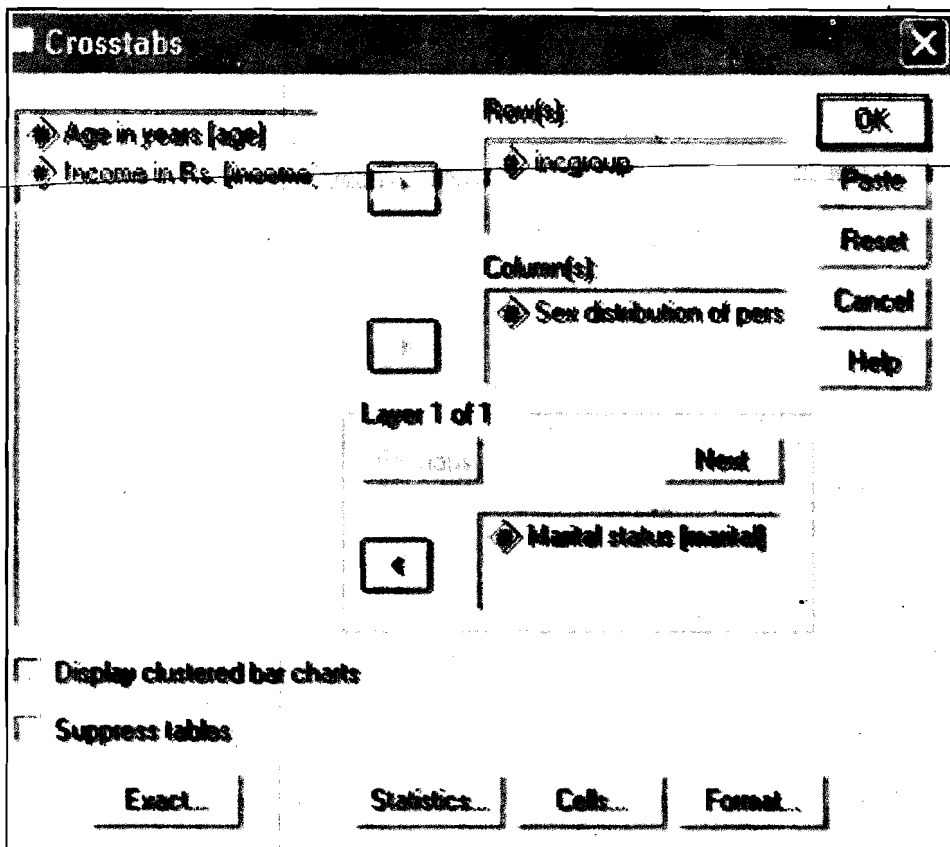 Crosstabs
Age in years [age]
Income in Rs. [income
Row(s):
incgroup
Column(s):
Sex distribution of pers
Layer 1 of 1
Next
Marital status [marital]
OK
Paste
Reset
Cancel
Help
Display clustered bar charts
Suppress tables
Exact...
Statistics...
Cells...
Format...